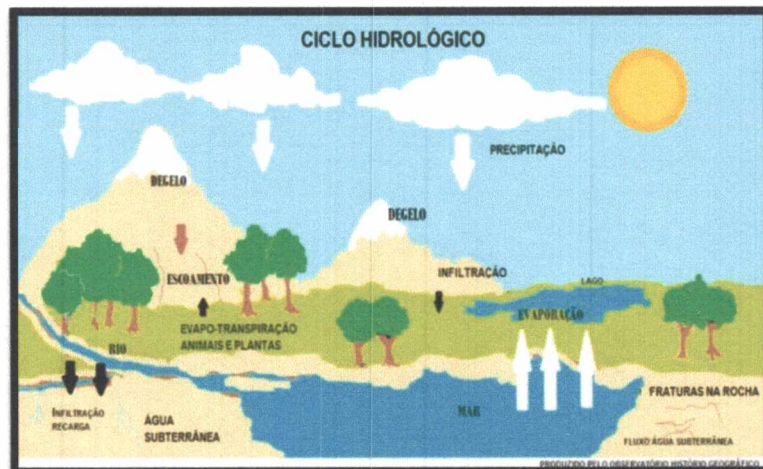 CICLO HIDROLÓGICO
PRECIPITAÇÃO
DEGELO
DEGELO
ESCOAMENTO
INFILTRAÇÃO
LAGO
EVAPORAÇÃO
EVAPO-TRANSPIRAÇÃO
ANIMAIS E PLANTAS
RIO
INFILTRAÇÃO
RECARGA
ÁGUA
SUBTERRÂNEA
MAR
FRATURAS NA ROCHA
FLUXO ÁGUA SUBTERRÂNEA
PRODUZIDO PELO OBSERVATÓRIO HISTÓRIO GEOGRÁFICO